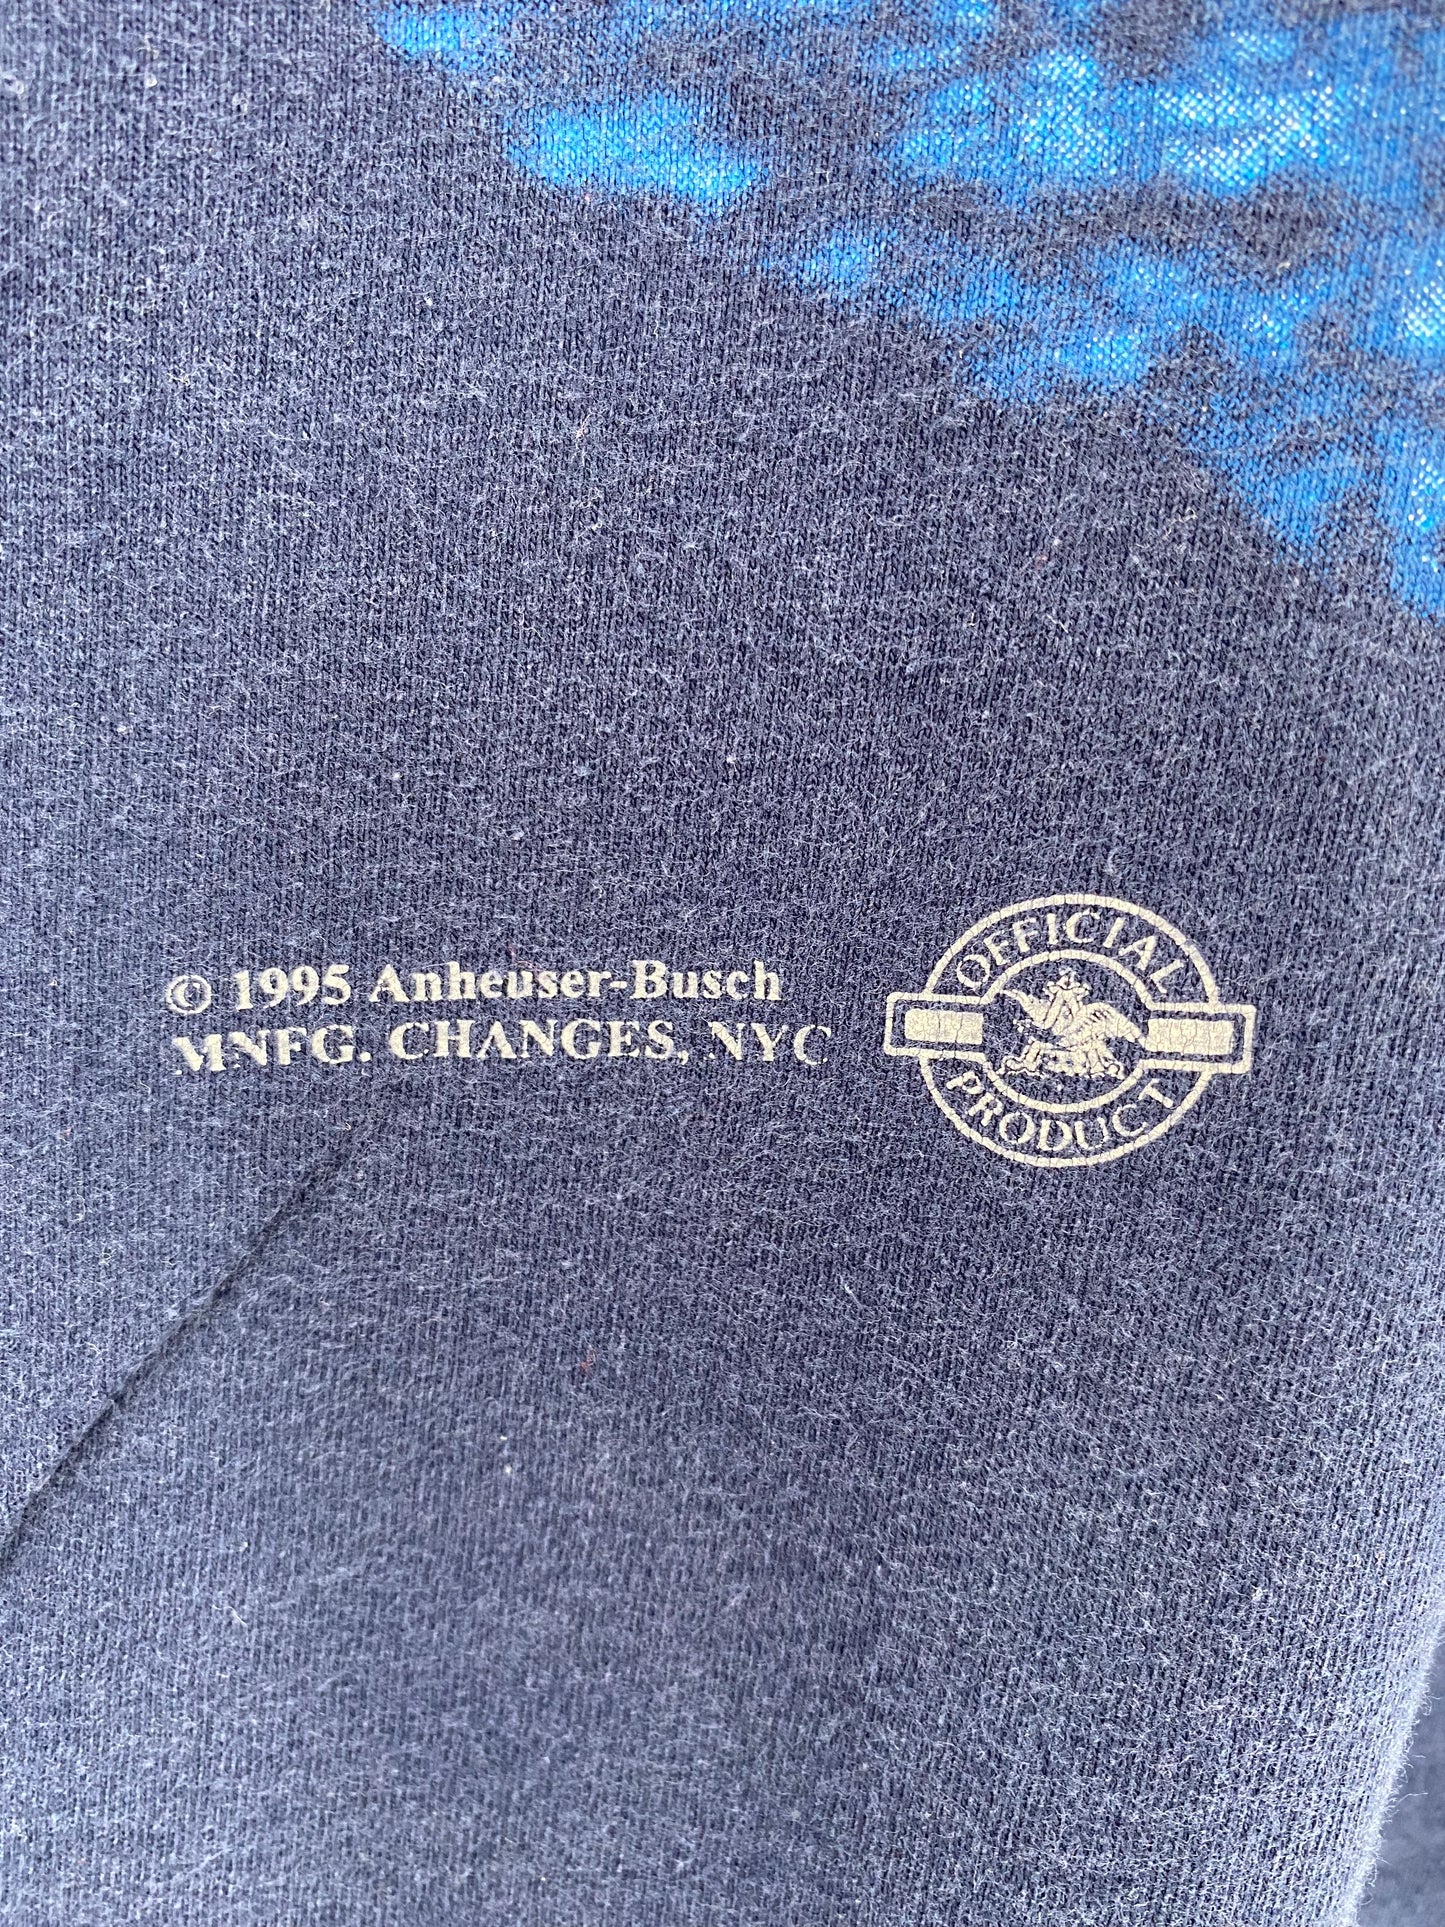 © 1995 Anheuser-Busch
MNFG. CHANGES, NYC
OFFICIAL
PRODUCT